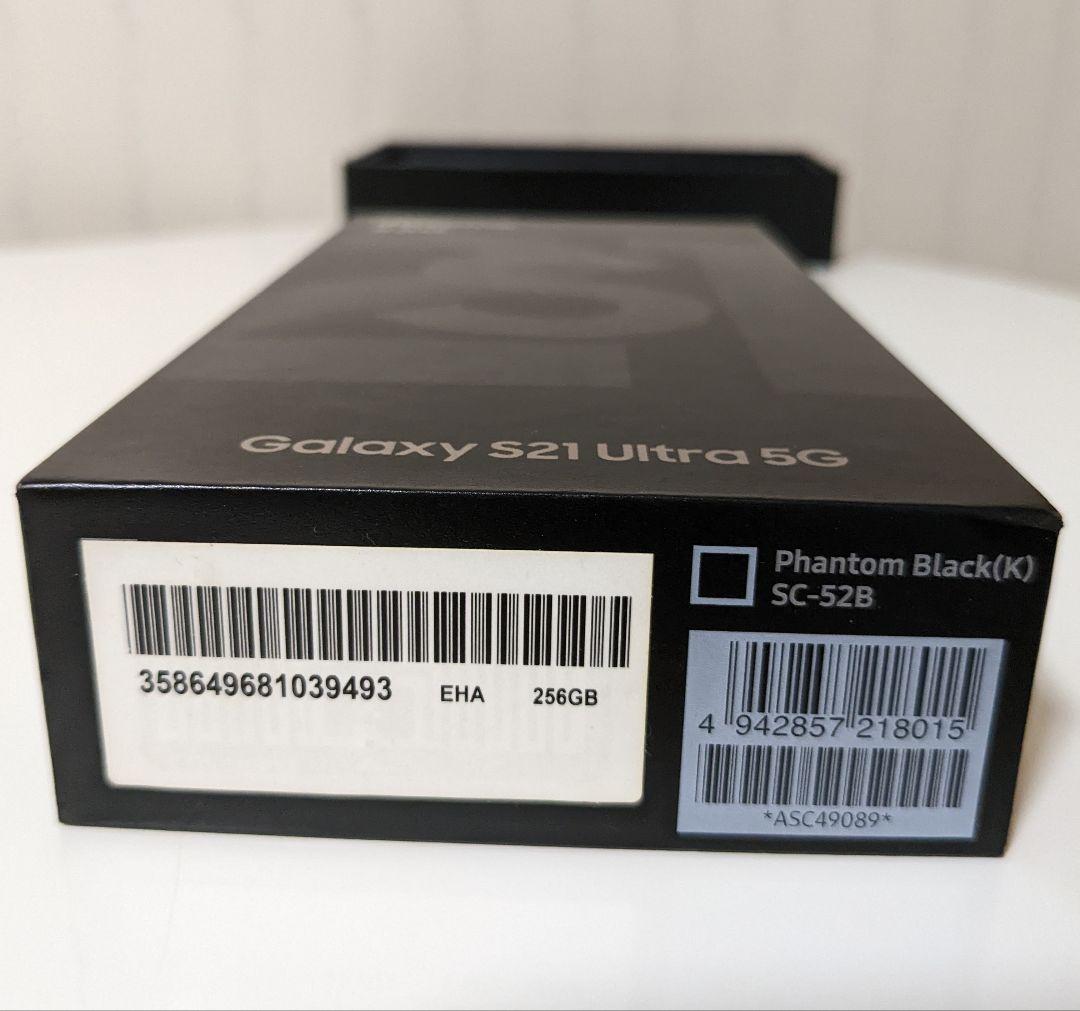 Galaxy S21 Ultra 5G
358649681039493 EHA 256GB
Phantom Black(K)
SC-52B
4 942857 218015
*ASC49089*